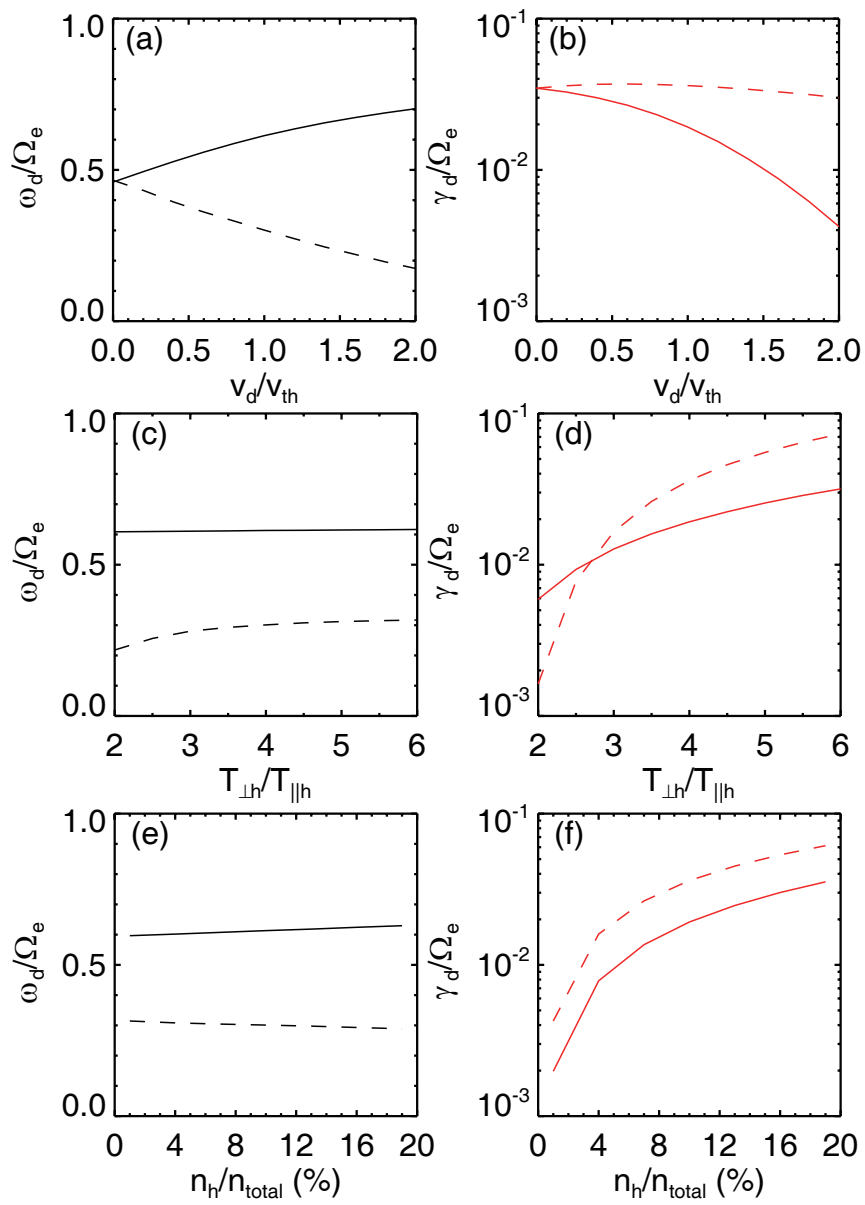 (a)
ω_d/Ω_e
1.0
0.5
0.0
0.0 0.5 1.0 1.5 2.0
v_d/v_th
(b)
γ_d/Ω_e
10^-1
10^-2
10^-3
0.0 0.5 1.0 1.5 2.0
v_d/v_th
(c)
ω_d/Ω_e
1.0
0.5
0.0
2 3 4 5 6
T_⊥h/T_||h
(d)
γ_d/Ω_e
10^-1
10^-2
10^-3
2 3 4 5 6
T_⊥h/T_||h
(e)
ω_d/Ω_e
1.0
0.5
0.0
0 4 8 12 16 20
n_h/n_total (%)
(f)
γ_d/Ω_e
10^-1
10^-2
10^-3
0 4 8 12 16 20
n_h/n_total (%)